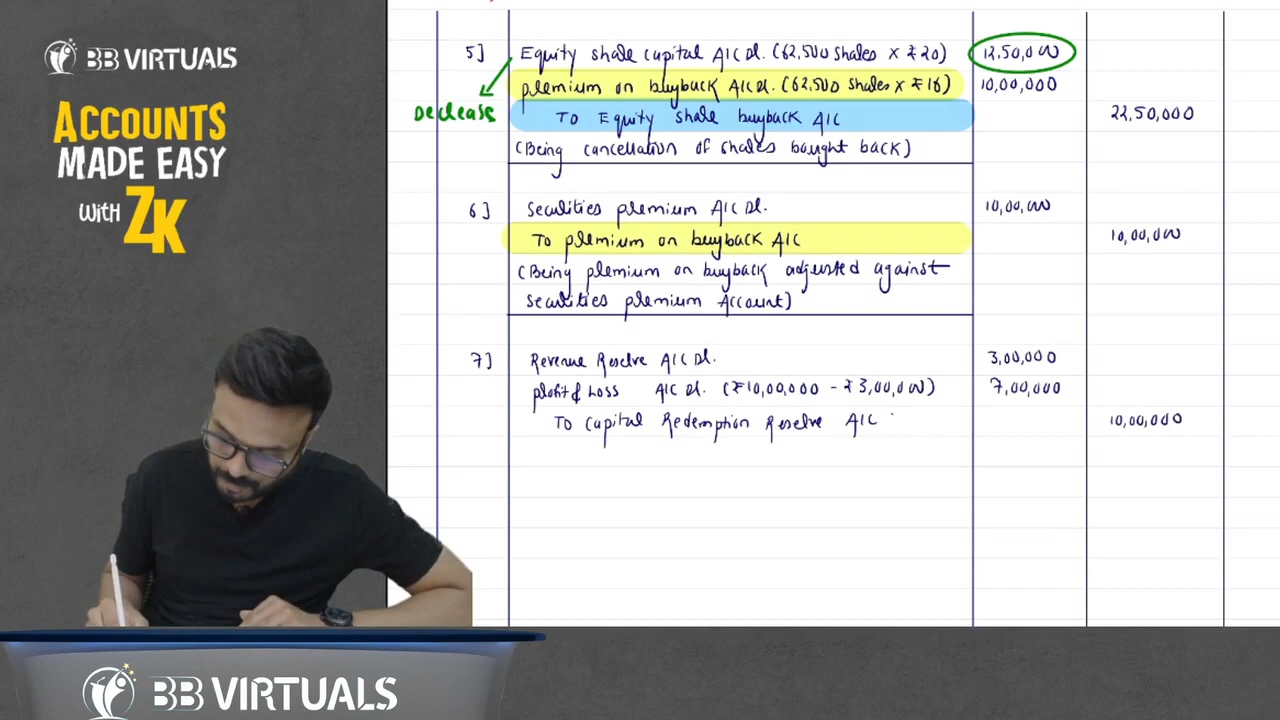 BB VIRTUALS
ACCOUNTS
MADE EASY
WITH ZK
5] Equity share capital A/C Dr. (62,500 shares x ₹20) 12,50,000
Decrease
premium on buyback A/C Dr. (62,500 shares x ₹16) 10,00,000
To Equity share buyback A/C 22,50,000
(Being cancellation of shares bought back)
6] Securities premium A/C Dr. 10,00,000
To premium on buyback A/C 10,00,000
(Being premium on buyback adjusted against
securities premium Account)
7] Revenue Reserve A/C Dr. 3,00,000
profit & Loss A/C Dr. (₹10,00,000 - ₹3,00,000) 7,00,000
To Capital Redemption Reserve A/C 10,00,000
BB VIRTUALS